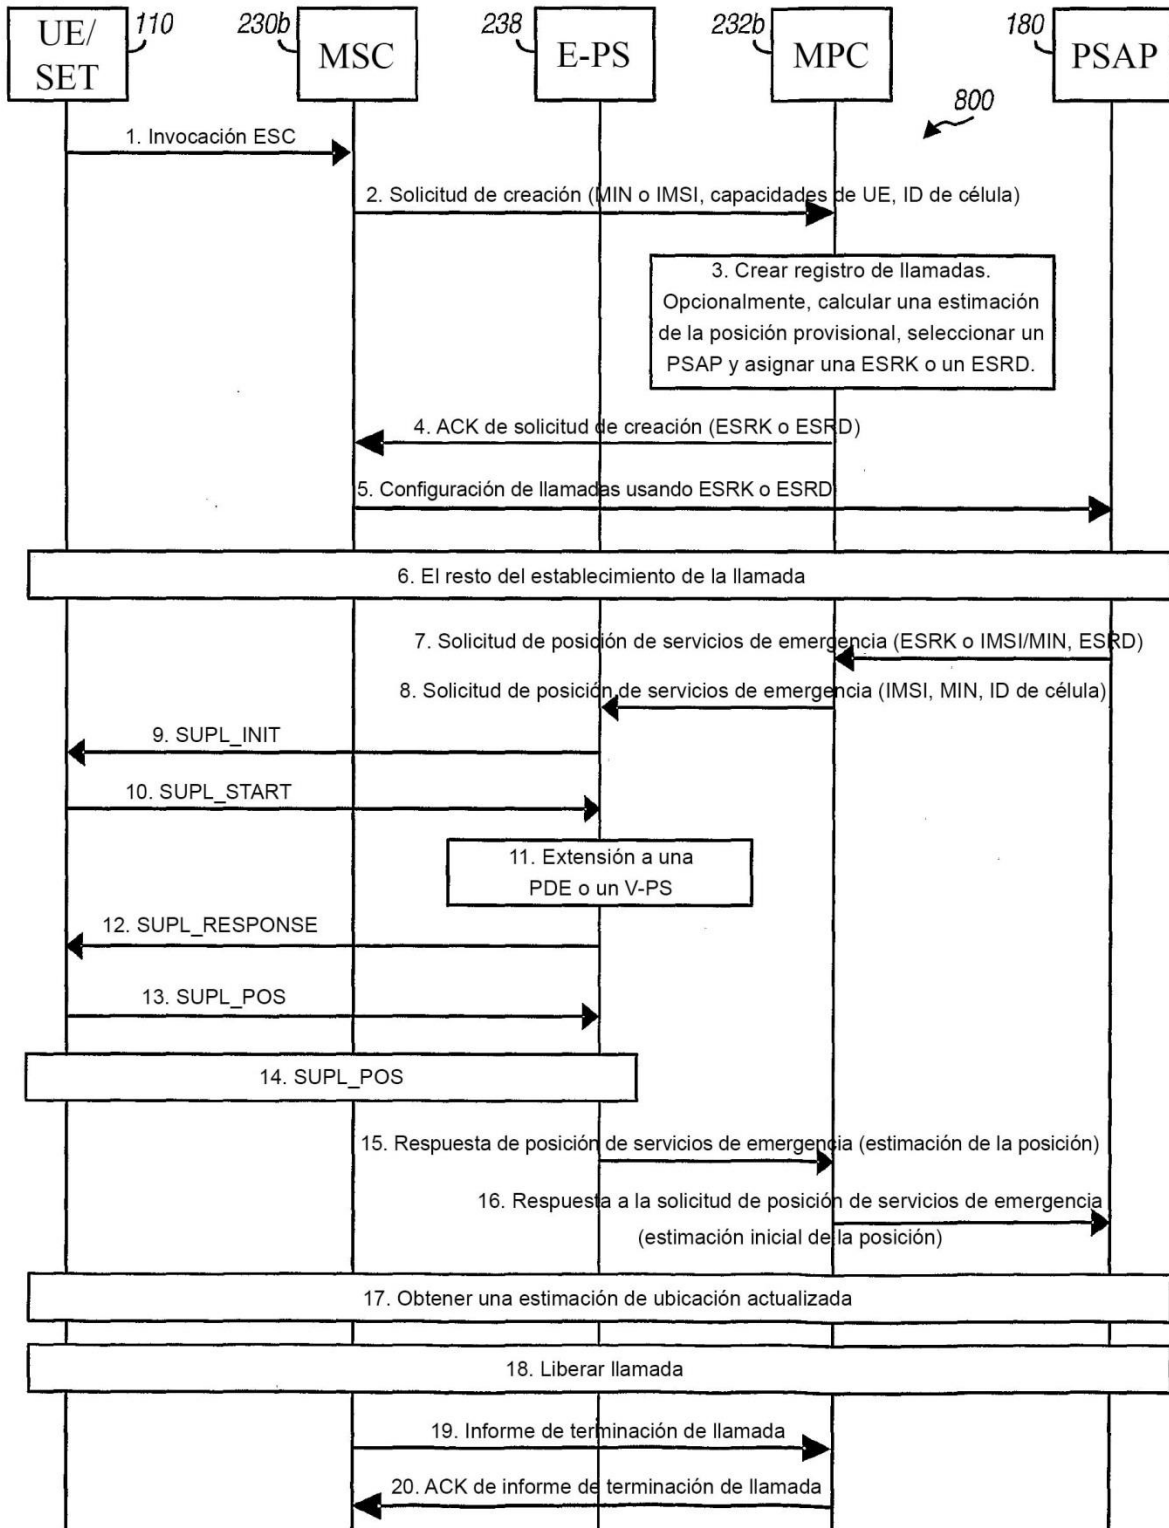 UE/
SET
110
230b
MSC
238
E-PS
232b
MPC
180
PSAP
800
1. Invocación ESC
2. Solicitud de creación (MIN o IMSI, capacidades de UE, ID de célula)
3. Crear registro de llamadas.
Opcionalmente, calcular una estimación
de la posición provisional, seleccionar un
PSAP y asignar una ESRK o un ESRD.
4. ACK de solicitud de creación (ESRK o ESRD)
5. Configuración de llamadas usando ESRK o ESRD
6. El resto del establecimiento de la llamada
7. Solicitud de posición de servicios de emergencia (ESRK o IMSI/MIN, ESRD)
8. Solicitud de posición de servicios de emergencia (IMSI, MIN, ID de célula)
9. SUPL_INIT
10. SUPL_START
11. Extensión a una
PDE o un V-PS
12. SUPL_RESPONSE
13. SUPL_POS
14. SUPL_POS
15. Respuesta de posición de servicios de emergencia (estimación de la posición)
16. Respuesta a la solicitud de posición de servicios de emergencia
(estimación inicial de la posición)
17. Obtener una estimación de ubicación actualizada
18. Liberar llamada
19. Informe de terminación de llamada
20. ACK de informe de terminación de llamada